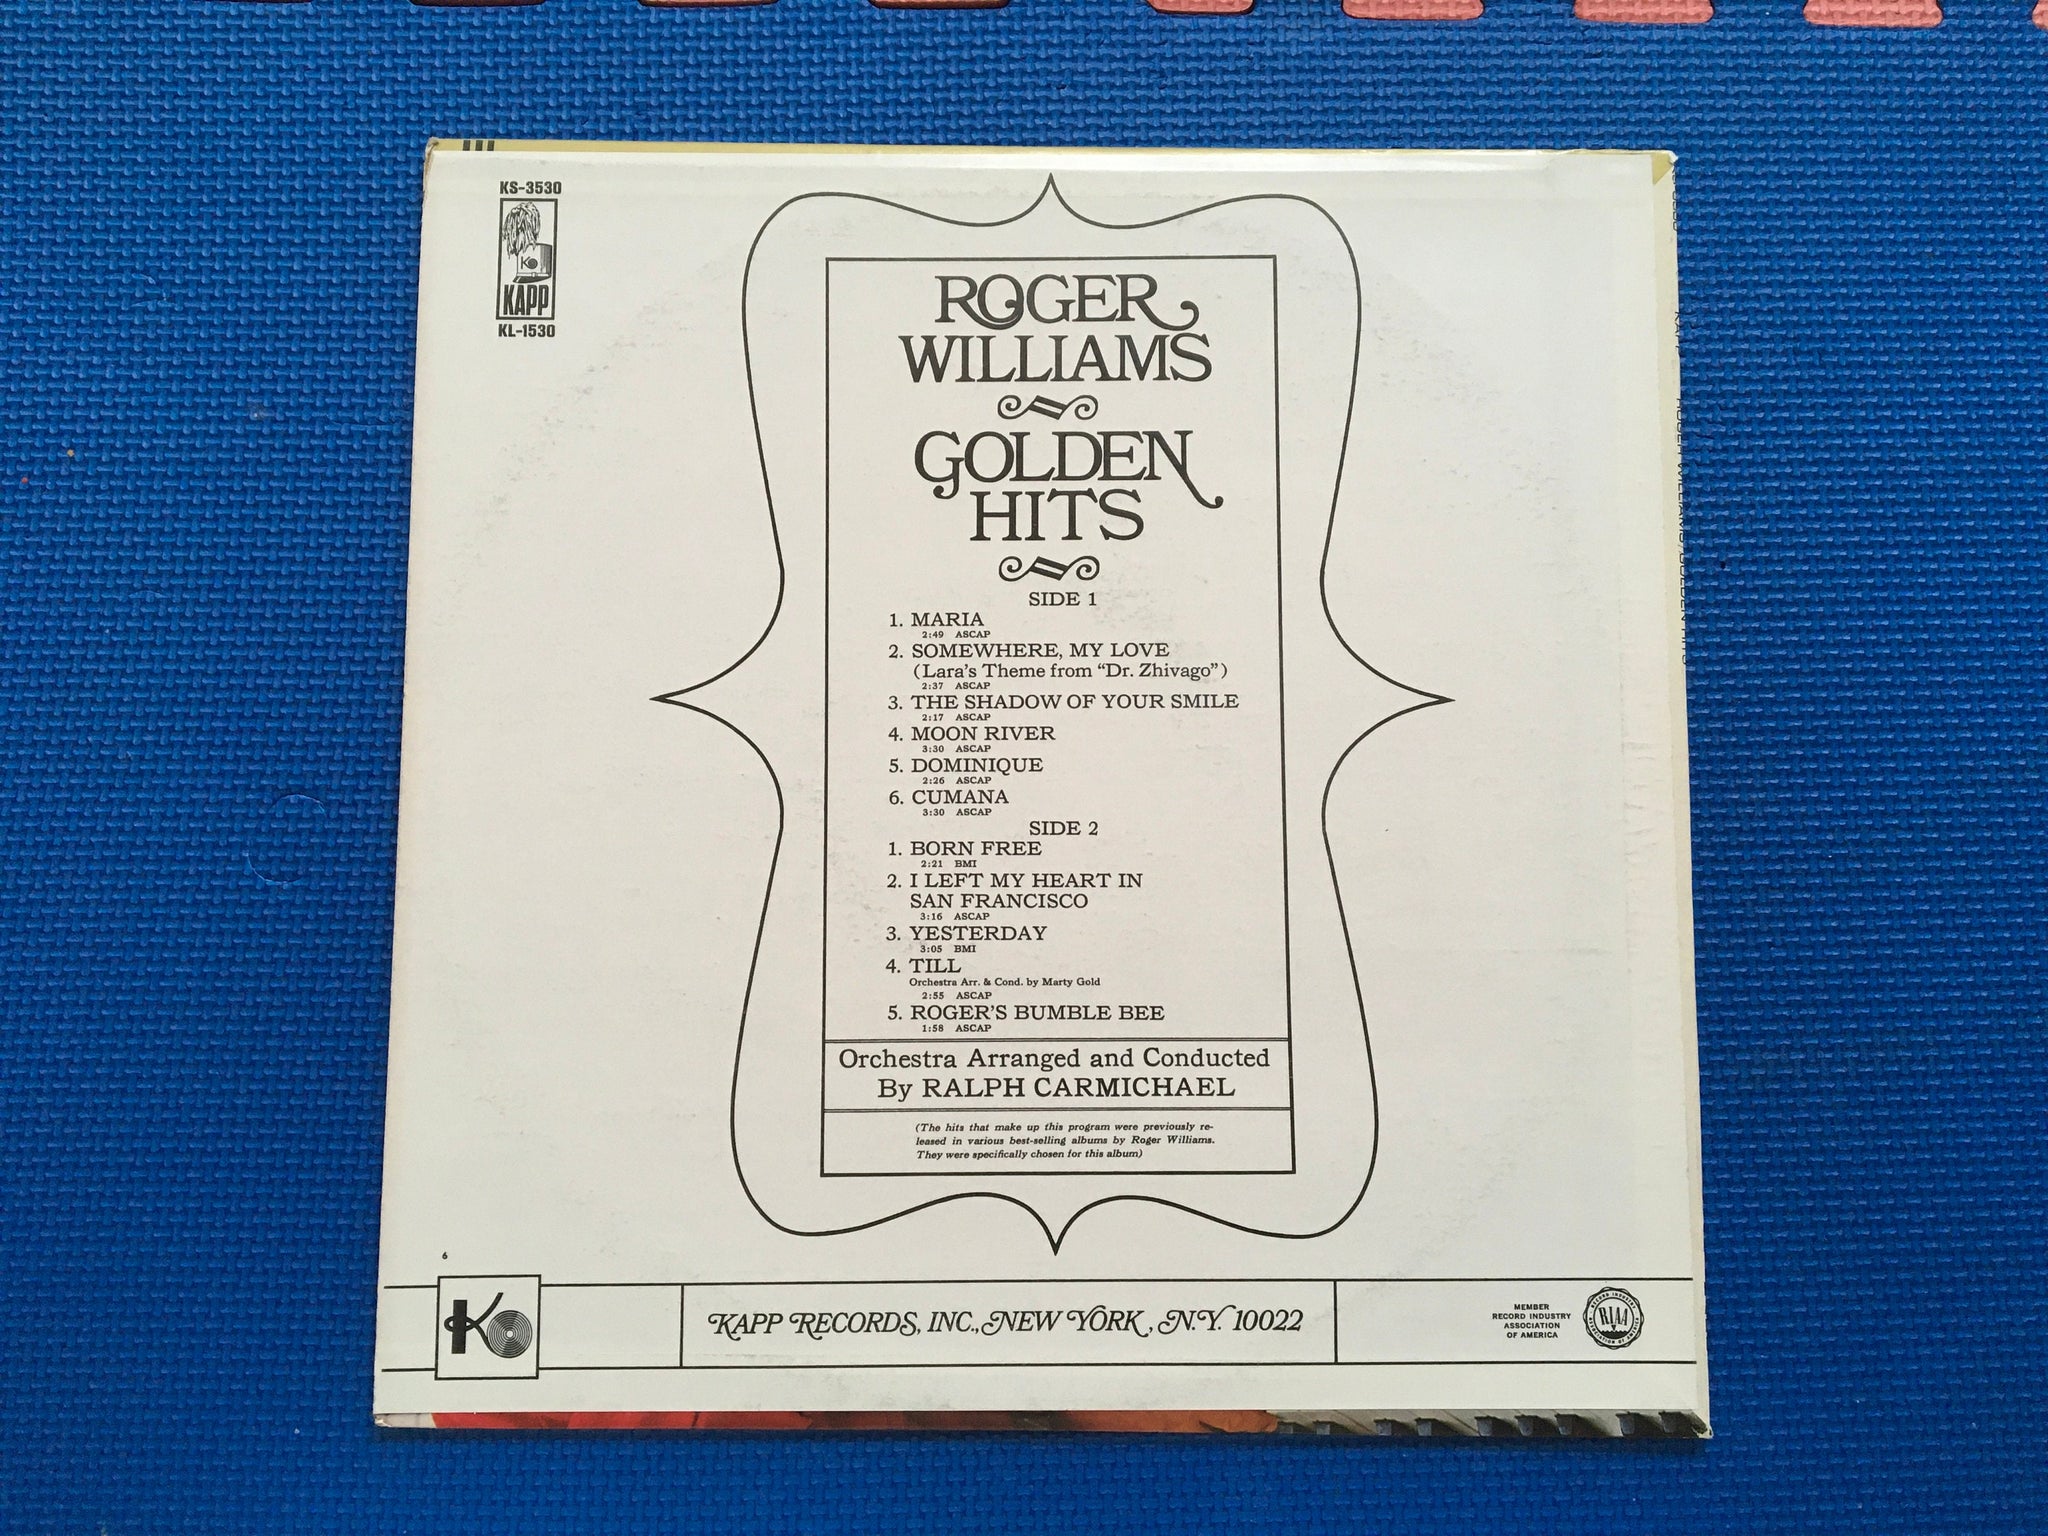 KS-3530
K
KAPP
KL-1530
ROGER
WILLIAMS
GOLDEN
HITS
SIDE 1
1. MARIA
2:49 ASCAP
2. SOMEWHERE, MY LOVE
(Lara's Theme from "Dr. Zhivago")
2:37 ASCAP
3. THE SHADOW OF YOUR SMILE
2:17 ASCAP
4. MOON RIVER
3:30 ASCAP
5. DOMINIQUE
2:26 ASCAP
6. CUMANA
3:30 ASCAP
SIDE 2
1. BORN FREE
2:21 BMI
2. I LEFT MY HEART IN
SAN FRANCISCO
3:16 ASCAP
3. YESTERDAY
3:05 BMI
4. TILL
Orchestra Arr. & Cond. by Marty Gold
2:55 ASCAP
5. ROGER'S BUMBLE BEE
1:58 ASCAP
Orchestra Arranged and Conducted
By RALPH CARMICHAEL
(The hits that make up this program were previously re-
leased in various best-selling albums by Roger Williams.
They were specifically chosen for this album)
6
K
KAPP RECORDS, INC., NEW YORK, N.Y. 10022
MEMBER
RECORD INDUSTRY
ASSOCIATION
OF AMERICA
RECORD INDUSTRY
RIAA
ASSOCIATION OF AMERICA